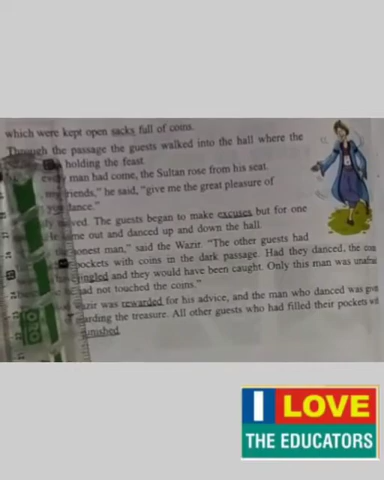 which were kept open sacks full of coins.
Through the passage the guests walked into the hall where the
holding the feast.
man had come, the Sultan rose from his seat.
friends," he said, "give me the great pleasure of
dance."
moved. The guests began to make excuses but for one
came out and danced up and down the hall.
honest man," said the Wazir. "The other guests had
pockets with coins in the dark passage. Had they danced, the coins
jingled and they would have been caught. Only this man was unafraid
had not touched the coins."
Wazir was rewarded for his advice, and the man who danced was
guarding the treasure. All other guests who had filled their pockets
punished.
ORO
I LOVE
THE EDUCATORS